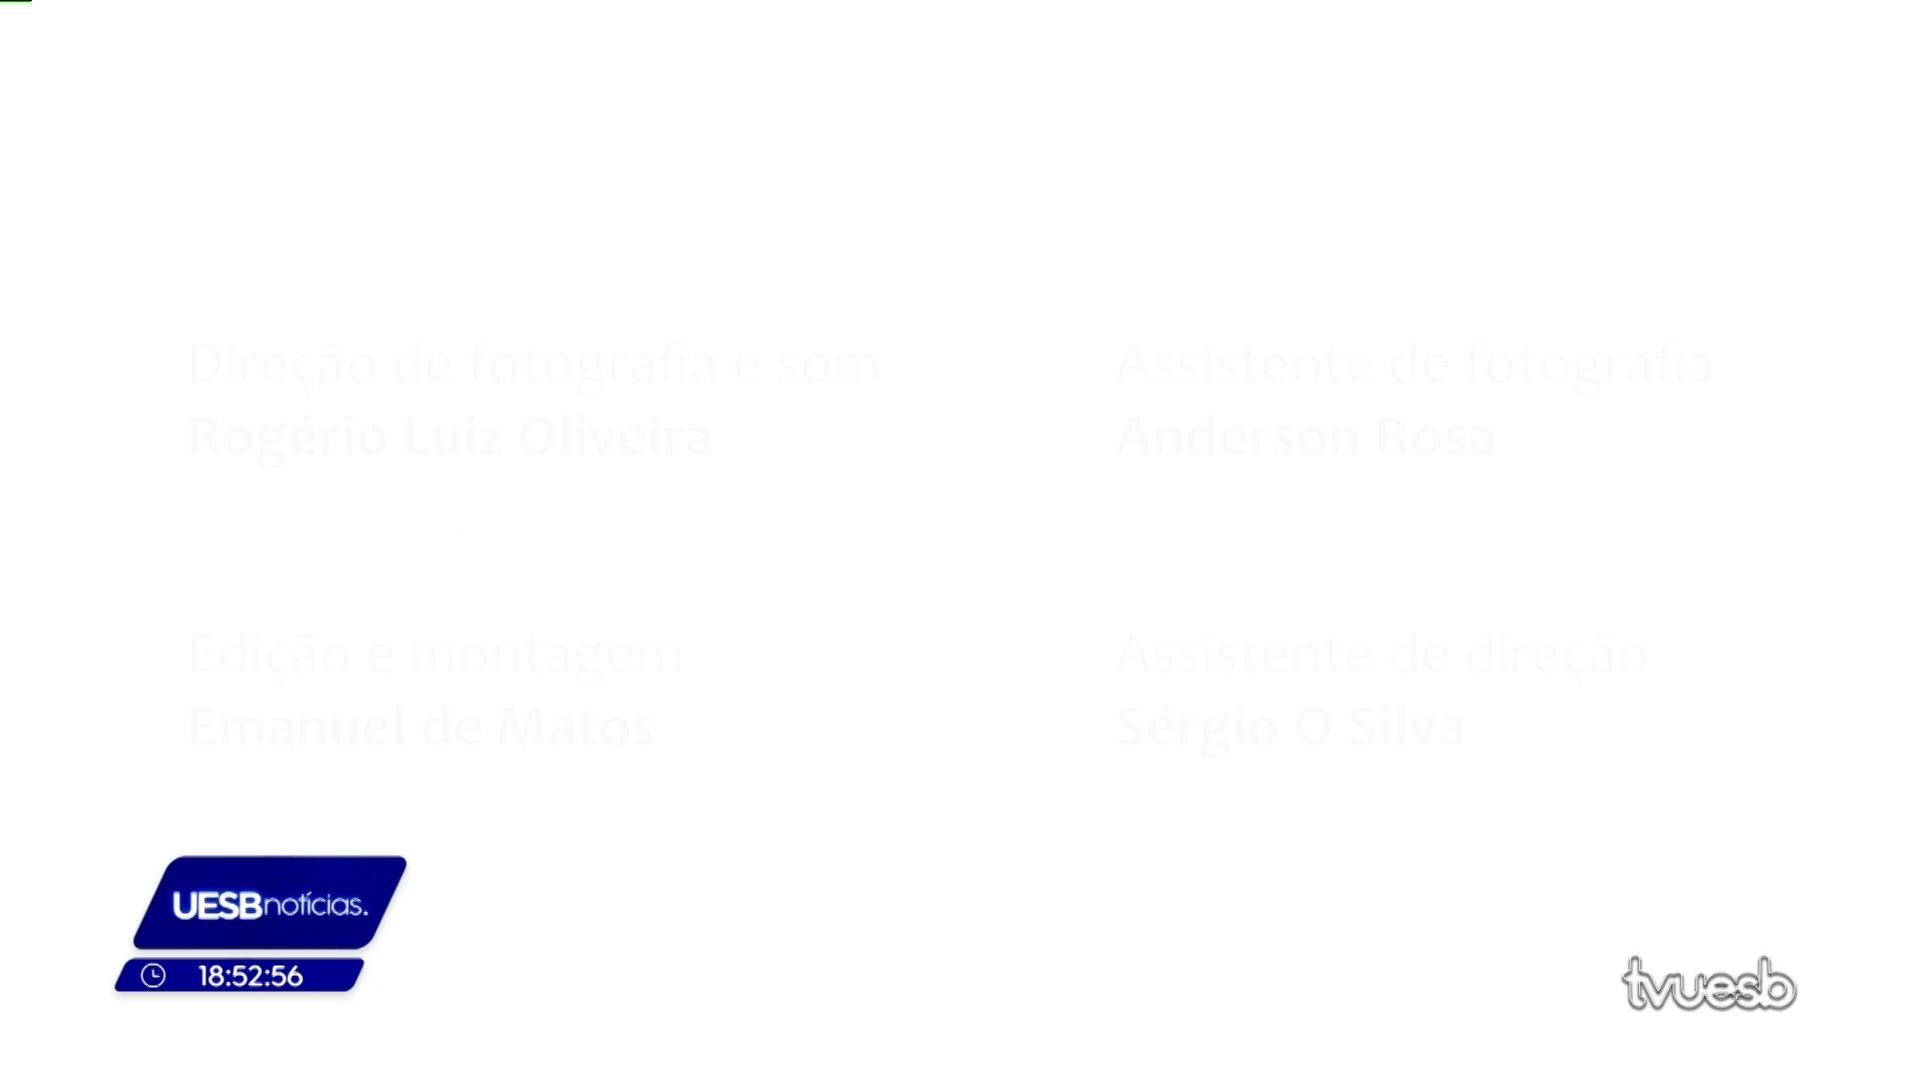 Direção de fotografia e som
Rogério Luiz Oliveira
Assistente de fotografia
Anderson Rosa
Edição e montagem
Emanuel de Matos
Assistente de direção
Sérgio O Silva
UESBnotícias.
18:52:56
tvuesb